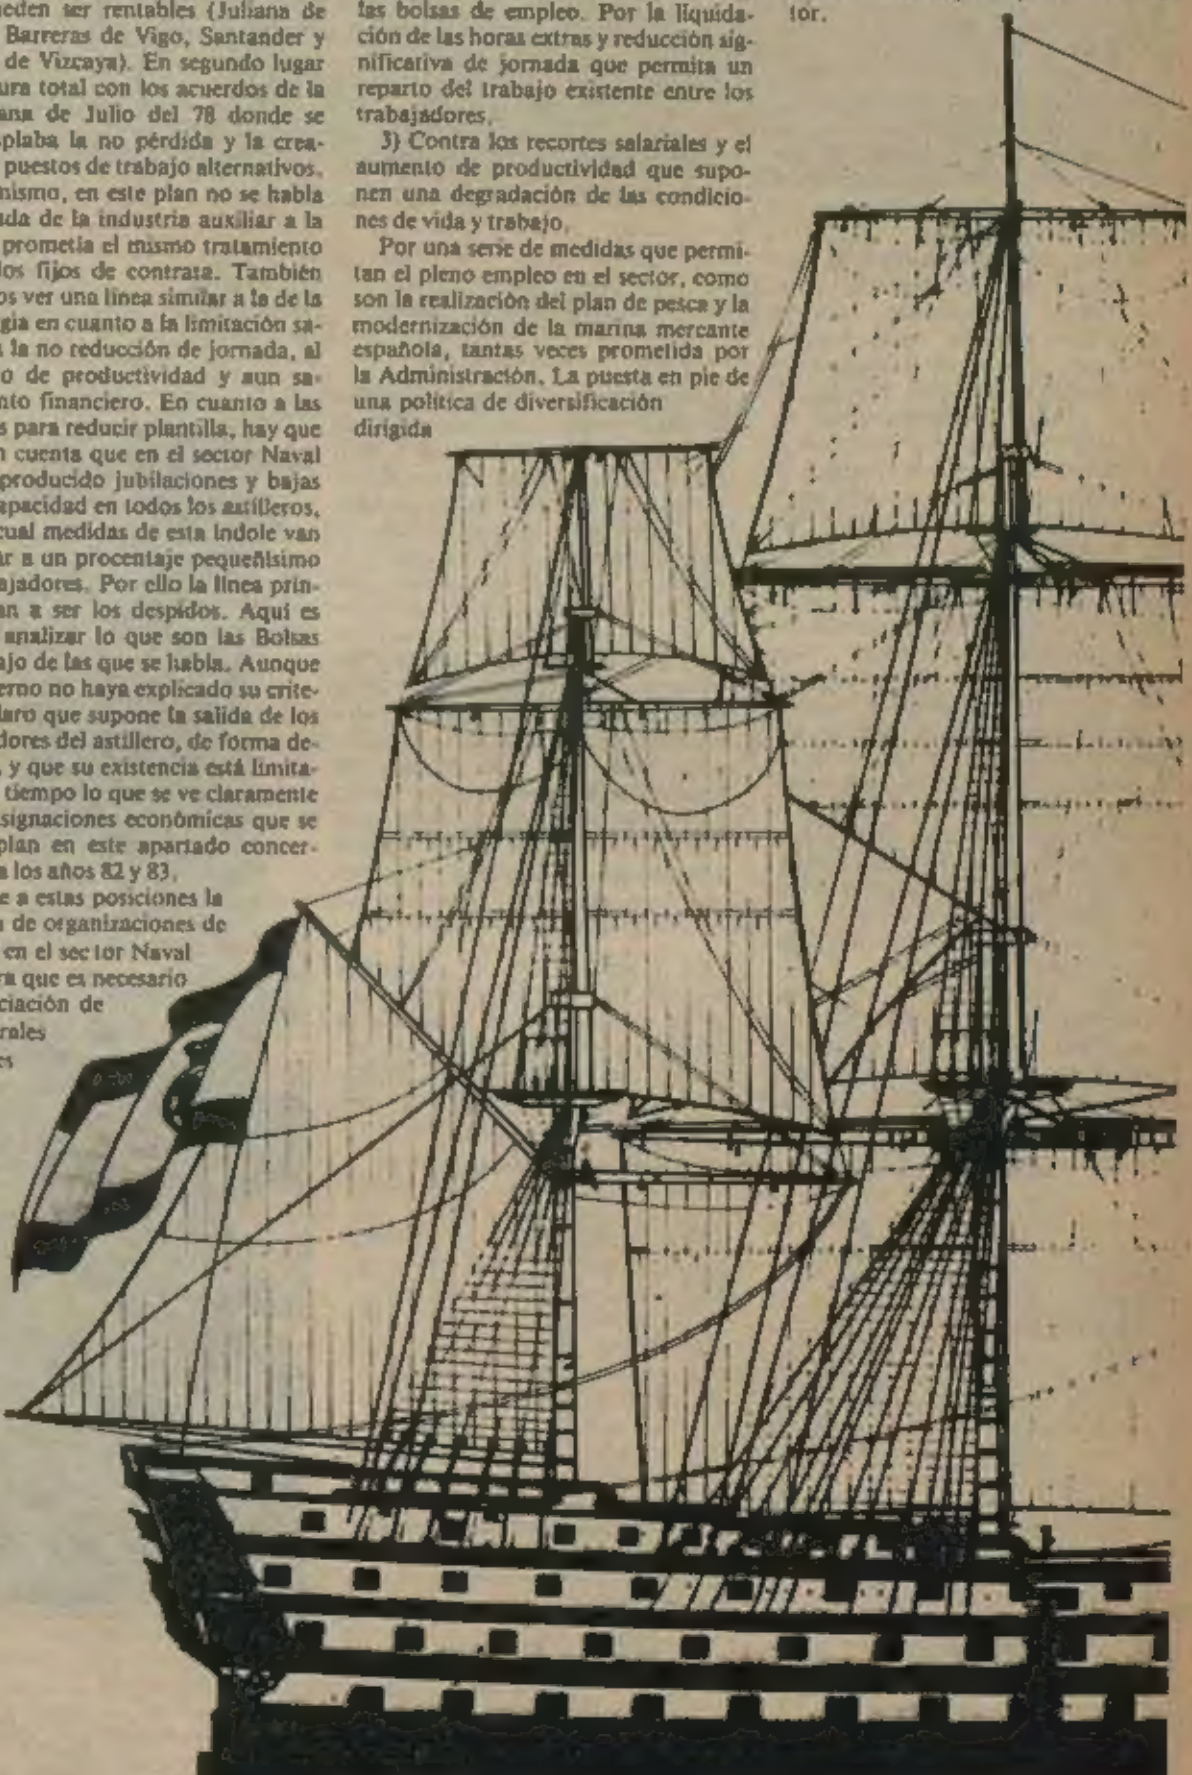 eden ser rentables (Juliana de
Barreras de Vigo, Santander y
de Vizcaya). En segundo lugar
ura total con los acuerdos de la
ana de Julio del 78 donde se
plaba la no pérdida y la crea-
puestos de trabajo alternativos.
nismo, en este plan no se habla
ada de la industria auxiliar a la
prometía el mismo tratamiento
los fijos de contrata. También
os ver una línea similar a la de la
gia en cuanto a la limitación sa-
a la no reducción de jornada, al
o de productividad y aun sa-
nto financiero. En cuanto a las
s para reducir plantilla, hay que
n cuenta que en el sector Naval
producido jubilaciones y bajas
apacidad en todos los astilleros,
cual medidas de esta índole van
ar a un procentaje pequeñísimo
ajadores. Por ello la línea prin-
an a ser los despidos. Aquí es
analizar lo que son las Bolsas
ajo de las que se habla. Aunque
erno no haya explicado su crite-
laro que supone la salida de los
dores del astillero, de forma de-
, y que su existencia está limita-
tiempo lo que se ve claramente
signaciones económicas que se
plan en este apartado concer-
a los años 82 y 83.
e a estas posiciones la
a de organizaciones de
en el sector Naval
ra que es necesario
ciación de
rales
es
las bolsas de empleo. Por la liquida-
ción de las horas extras y reducción sig-
nificativa de jornada que permita un
reparto del trabajo existente entre los
trabajadores.
3) Contra los recortes salariales y el
aumento de productividad que supo-
nen una degradación de las condicio-
nes de vida y trabajo.
Por una serie de medidas que permi-
tan el pleno empleo en el sector, como
son la realización del plan de pesca y la
modernización de la marina mercante
española, tantas veces prometida por
la Administración. La puesta en pie de
una política de diversificación
dirigida
tor.